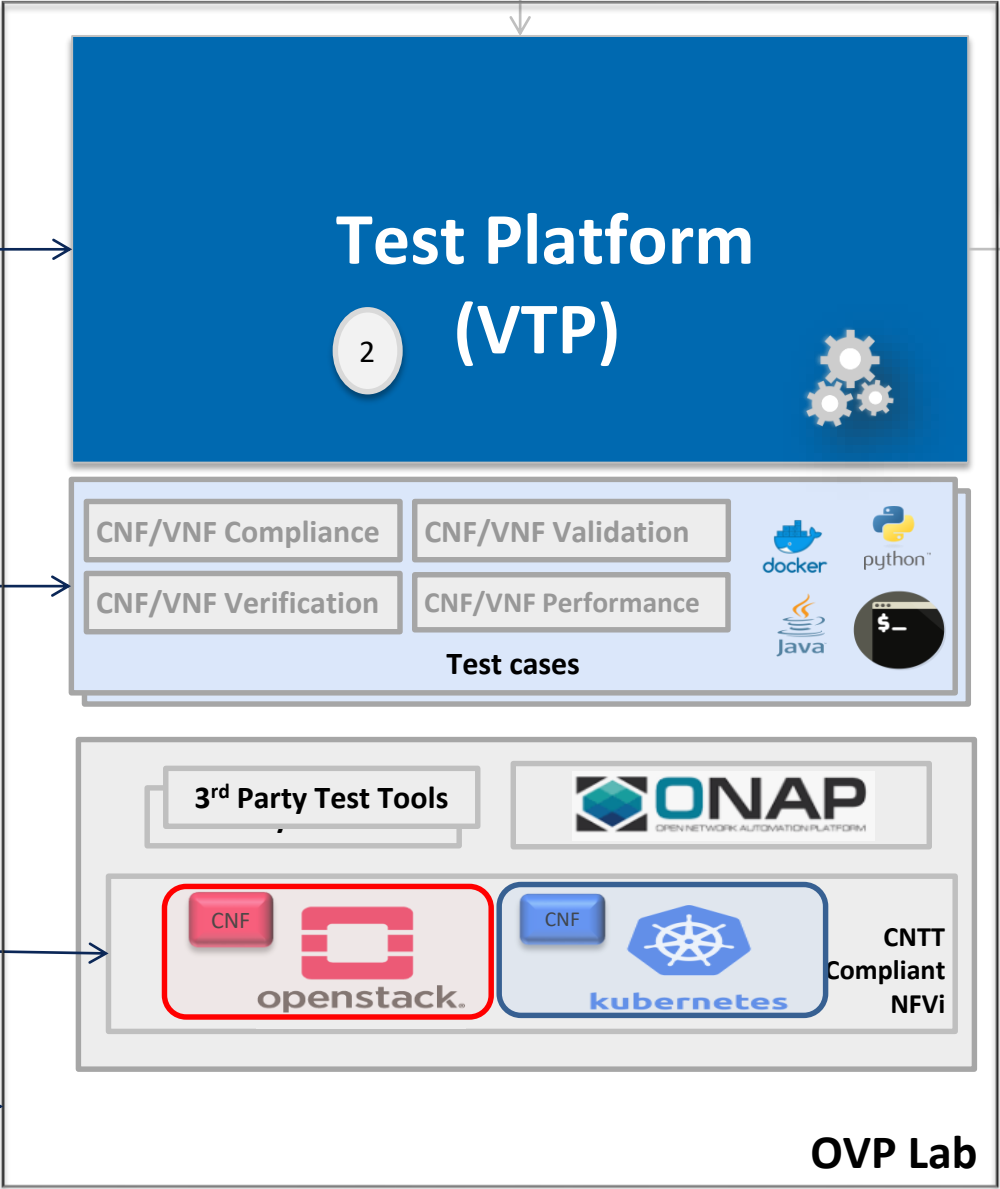 Test Platform
(VTP)
2
CNF/VNF Compliance
CNF/VNF Validation
CNF/VNF Verification
CNF/VNF Performance
docker
python™
Java
$_
Test cases
3rd Party Test Tools
ONAP
OPEN NETWORK AUTOMATION PLATFORM
CNF
openstack.
CNF
kubernetes
CNTT
Compliant
NFVi
OVP Lab